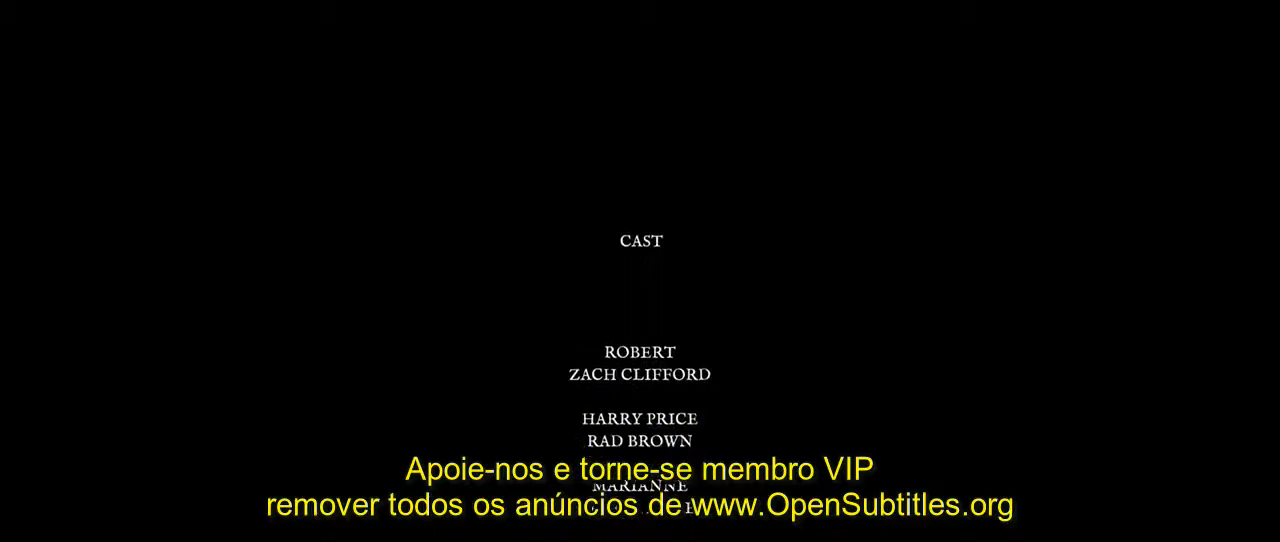 CAST
ROBERT
ZACH CLIFFORD
HARRY PRICE
RAD BROWN
Apoie-nos e torne-se membro VIP
MARIANNE
remover todos os anúncios de www.OpenSubtitles.org